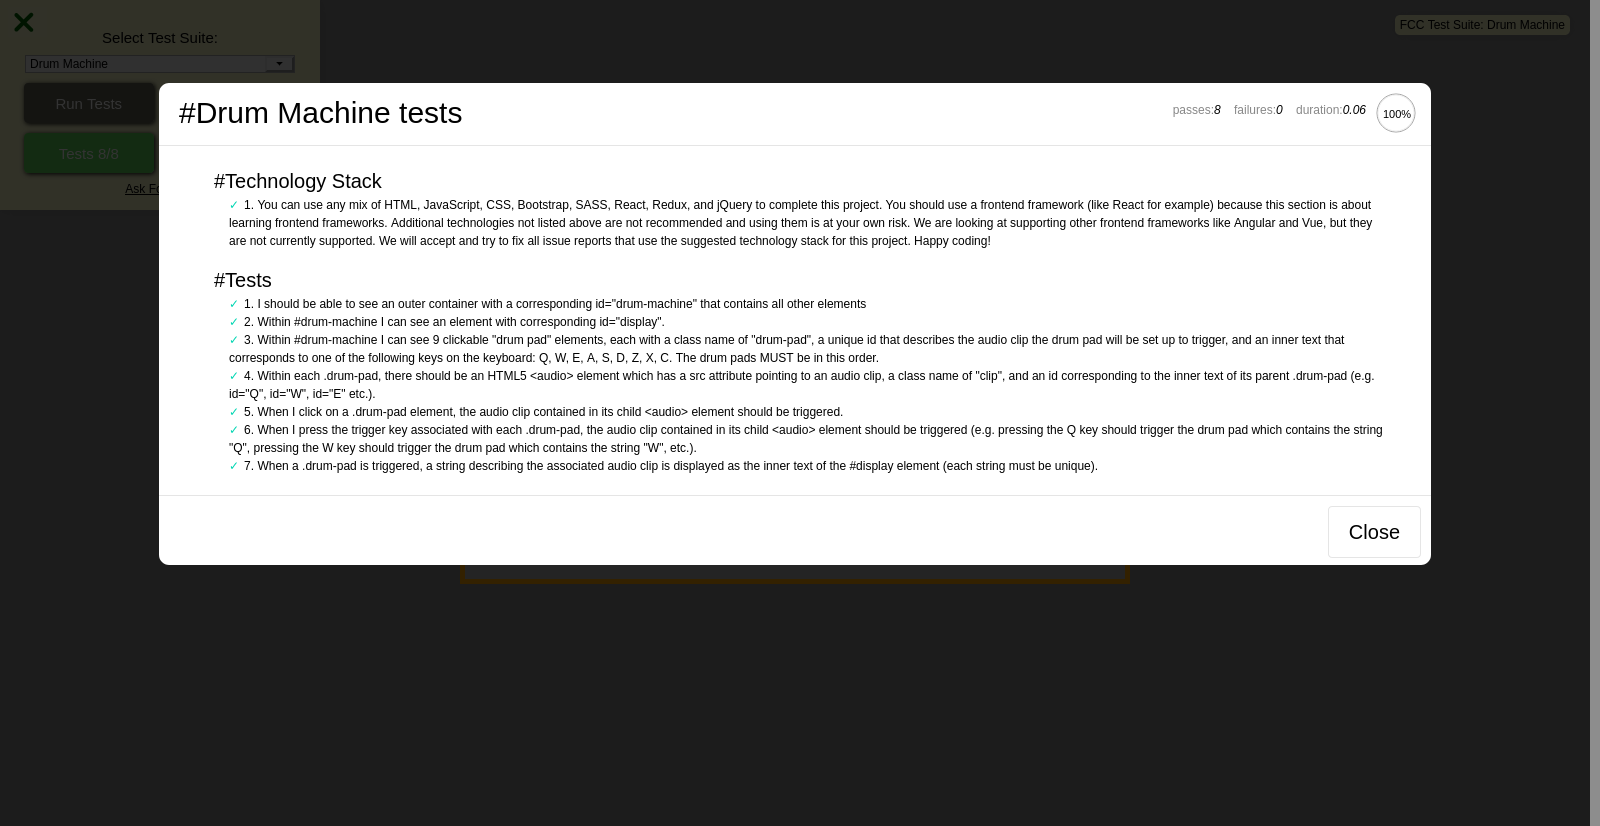 Select Test Suite:
FCC Test Suite: Drum Machine
Drum Machine
Run Tests
Tests 8/8
Ask Fo
#Drum Machine tests
passes:8 failures:0 duration:0.06 100%
#Technology Stack
✓ 1. You can use any mix of HTML, JavaScript, CSS, Bootstrap, SASS, React, Redux, and jQuery to complete this project. You should use a frontend framework (like React for example) because this section is about
learning frontend frameworks. Additional technologies not listed above are not recommended and using them is at your own risk. We are looking at supporting other frontend frameworks like Angular and Vue, but they
are not currently supported. We will accept and try to fix all issue reports that use the suggested technology stack for this project. Happy coding!
#Tests
✓ 1. I should be able to see an outer container with a corresponding id="drum-machine" that contains all other elements
✓ 2. Within #drum-machine I can see an element with corresponding id="display".
✓ 3. Within #drum-machine I can see 9 clickable "drum pad" elements, each with a class name of "drum-pad", a unique id that describes the audio clip the drum pad will be set up to trigger, and an inner text that
corresponds to one of the following keys on the keyboard: Q, W, E, A, S, D, Z, X, C. The drum pads MUST be in this order.
✓ 4. Within each .drum-pad, there should be an HTML5 <audio> element which has a src attribute pointing to an audio clip, a class name of "clip", and an id corresponding to the inner text of its parent .drum-pad (e.g.
id="Q", id="W", id="E" etc.).
✓ 5. When I click on a .drum-pad element, the audio clip contained in its child <audio> element should be triggered.
✓ 6. When I press the trigger key associated with each .drum-pad, the audio clip contained in its child <audio> element should be triggered (e.g. pressing the Q key should trigger the drum pad which contains the string
"Q", pressing the W key should trigger the drum pad which contains the string "W", etc.).
✓ 7. When a .drum-pad is triggered, a string describing the associated audio clip is displayed as the inner text of the #display element (each string must be unique).
Close